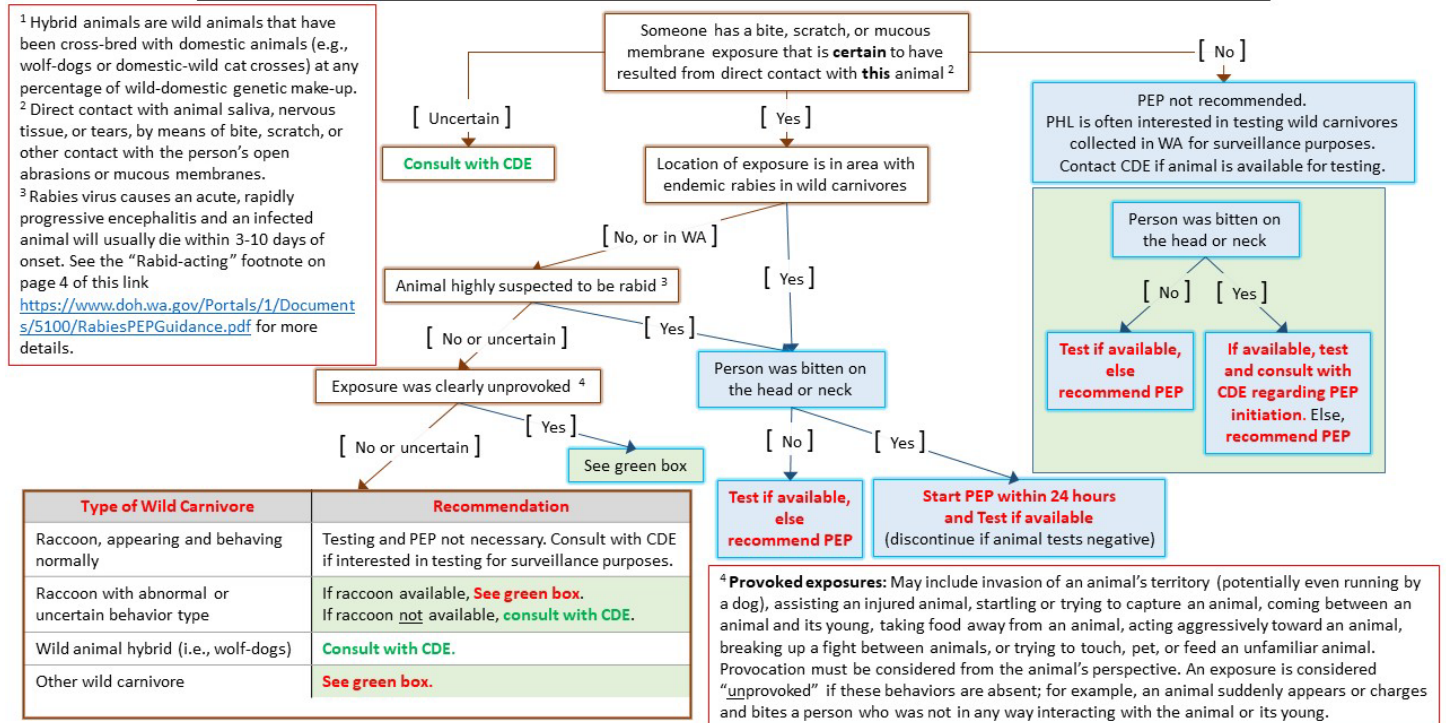 ¹ Hybrid animals are wild animals that have
been cross-bred with domestic animals (e.g.,
wolf-dogs or domestic-wild cat crosses) at any
percentage of wild-domestic genetic make-up.
² Direct contact with animal saliva, nervous
tissue, or tears, by means of bite, scratch, or
other contact with the person's open
abrasions or mucous membranes.
³ Rabies virus causes an acute, rapidly
progressive encephalitis and an infected
animal will usually die within 3-10 days of
onset. See the "Rabid-acting" footnote on
page 4 of this link
https://www.doh.wa.gov/Portals/1/Document
s/5100/RabiesPEPGuidance.pdf for more
details.
Someone has a bite, scratch, or mucous
membrane exposure that is certain to have
resulted from direct contact with this animal ²
[ Uncertain ]
[ Yes ]
[ No ]
Consult with CDE
Location of exposure is in area with
endemic rabies in wild carnivores
PEP not recommended.
PHL is often interested in testing wild carnivores
collected in WA for surveillance purposes.
Contact CDE if animal is available for testing.
[ No, or in WA ]
[ Yes ]
Animal highly suspected to be rabid ³
[ No or uncertain ]
[ Yes ]
Exposure was clearly unprovoked ⁴
[ No or uncertain ]
[ Yes ]
See green box
Person was bitten on
the head or neck
[ No ]
[ Yes ]
Test if available,
else
recommend PEP
Start PEP within 24 hours
and Test if available
(discontinue if animal tests negative)
Person was bitten on
the head or neck
[ No ]
[ Yes ]
Test if available,
else
recommend PEP
If available, test
and consult with
CDE regarding PEP
initiation. Else,
recommend PEP
Type of Wild Carnivore
Recommendation
Raccoon, appearing and behaving
normally
Testing and PEP not necessary. Consult with CDE
if interested in testing for surveillance purposes.
Raccoon with abnormal or
uncertain behavior type
If raccoon available, See green box.
If raccoon not available, consult with CDE.
Wild animal hybrid (i.e., wolf-dogs)
Consult with CDE.
Other wild carnivore
See green box.
⁴ Provoked exposures: May include invasion of an animal's territory (potentially even running by
a dog), assisting an injured animal, startling or trying to capture an animal, coming between an
animal and its young, taking food away from an animal, acting aggressively toward an animal,
breaking up a fight between animals, or trying to touch, pet, or feed an unfamiliar animal.
Provocation must be considered from the animal's perspective. An exposure is considered
"unprovoked" if these behaviors are absent; for example, an animal suddenly appears or charges
and bites a person who was not in any way interacting with the animal or its young.